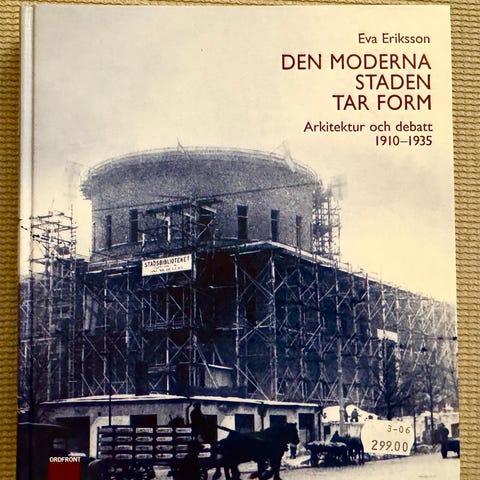 Eva Eriksson
DEN MODERNA
STADEN
TAR FORM
Arkitektur och debatt
1910–1935
STADSBIBLIOTEKET
3-06
299.00
ORDFRONT